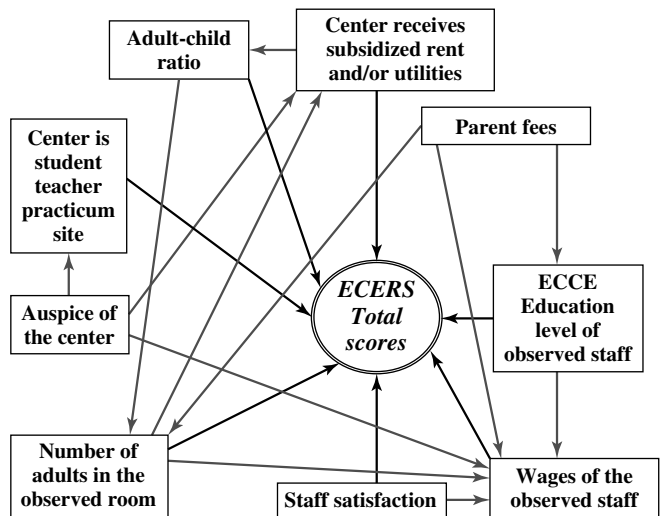 Center receives
subsidized rent
and/or utilities
Adult-child
ratio
Parent fees
Center is
student
teacher
practicum
site
ECERS
Total
scores
ECCE
Education
level of
observed staff
Auspice of
the center
Number of
adults in the
observed room
Staff satisfaction
Wages of the
observed staff